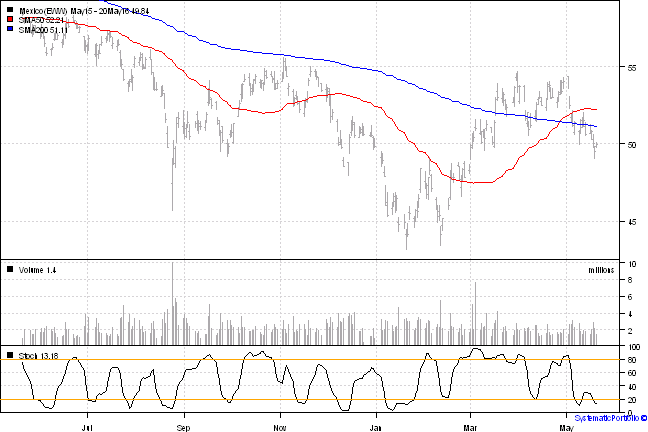 Mexico(EWW) May15 - 20May16 49.84
SMA50 52.21
SMA200 51.11
55
50
45
Volume 1.4
millions
10
8
6
4
2
Stoch 13.18
100
80
60
40
20
0
Jul Sep Nov Jan Mar May
SystematicPortfolio ©